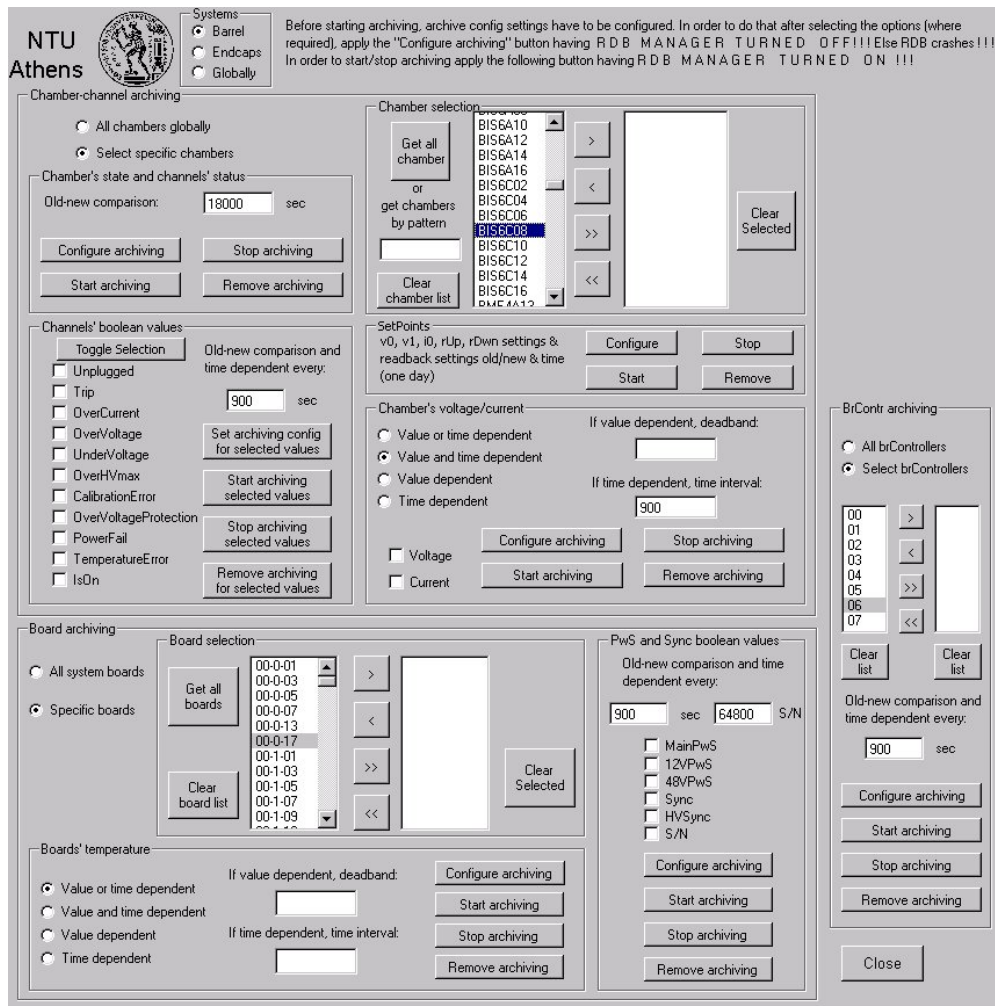 NTU
Athens
Systems
Barrel
Endcaps
Globally
Before starting archiving, archive config settings have to be configured. In order to do that after selecting the options (where
required), apply the "Configure archiving" button having RDB MANAGER TURNED OFF!!! Else RDB crashes !!!
In order to start/stop archiving apply the following button having RDB MANAGER TURNED ON !!!
Chamber-channel archiving
All chambers globally
Select specific chambers
Chamber's state and channels' status
Old-new comparison:
18000
sec
Configure archiving
Stop archiving
Start archiving
Remove archiving
Chamber selection
Get all
chamber
or
get chambers
by pattern
Clear
chamber list
BIS6A10
BIS6A12
BIS6A14
BIS6A16
BIS6C02
BIS6C04
BIS6C06
BIS6C08
BIS6C10
BIS6C12
BIS6C14
BIS6C16
>
<
>>
<<
Clear
Selected
Channels' boolean values
Toggle Selection
Unplugged
Trip
OverCurrent
OverVoltage
UnderVoltage
OverHVmax
CalibrationError
OverVoltageProtection
PowerFail
TemperatureError
IsOn
Old-new comparison and
time dependent every:
900
sec
Set archiving config
for selected values
Start archiving
selected values
Stop archiving
selected values
Remove archiving
for selected values
SetPoints
v0, v1, i0, rUp, rDwn settings &
readback settings old/new & time
(one day)
Configure
Stop
Start
Remove
Chamber's voltage/current
Value or time dependent
Value and time dependent
Value dependent
Time dependent
If value dependent, deadband:
If time dependent, time interval:
900
Voltage
Current
Configure archiving
Stop archiving
Start archiving
Remove archiving
BrContr archiving
All brControllers
Select brControllers
00
01
02
03
04
05
06
07
>
<
>>
<<
Clear
list
Clear
list
Old-new comparison and
time dependent every:
900
sec
Configure archiving
Start archiving
Stop archiving
Remove archiving
Board archiving
All system boards
Specific boards
Board selection
Get all
boards
Clear
board list
00-0-01
00-0-03
00-0-05
00-0-07
00-0-13
00-0-17
00-1-01
00-1-03
00-1-05
00-1-07
00-1-09
>
<
>>
<<
Clear
Selected
Boards' temperature
Value or time dependent
Value and time dependent
Value dependent
Time dependent
If value dependent, deadband:
If time dependent, time interval:
Configure archiving
Start archiving
Stop archiving
Remove archiving
PwS and Sync boolean values
Old-new comparison and time
dependent every:
900
sec
64800
S/N
MainPwS
12VPwS
48VPwS
Sync
HVSync
S/N
Configure archiving
Start archiving
Stop archiving
Remove archiving
Close